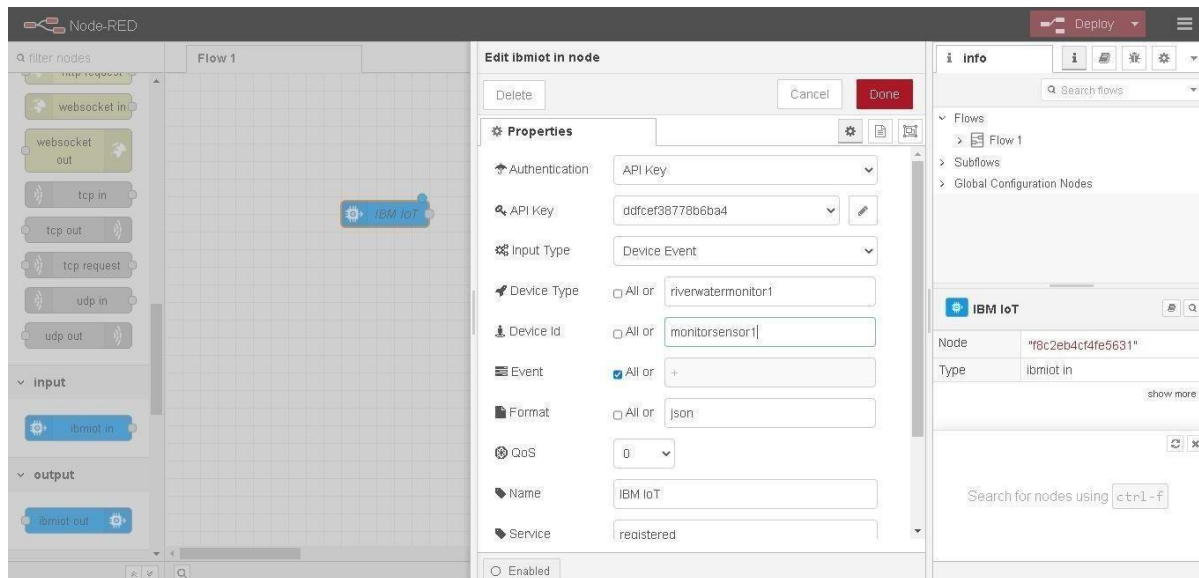 Node-RED
Deploy
filter nodes
http request
websocket in
websocket
out
tcp in
tcp out
tcp request
udp in
udp out
input
ibmiot in
output
ibmiot out
Flow 1
IBM IoT
Edit ibmiot in node
Delete
Cancel
Done
Properties
Authentication
API Key
API Key
ddfcef38778b6ba4
Input Type
Device Event
Device Type
All or
riverwatermonitor1
Device Id
All or
monitorsensor1
Event
All or
+
Format
All or
json
QoS
0
Name
IBM IoT
Service
registered
Enabled
i info
i
Search flows
Flows
Flow 1
Subflows
Global Configuration Nodes
IBM IoT
Node
"f8c2eb4cf4fe5631"
Type
ibmiot in
show more
Search for nodes using ctrl-f